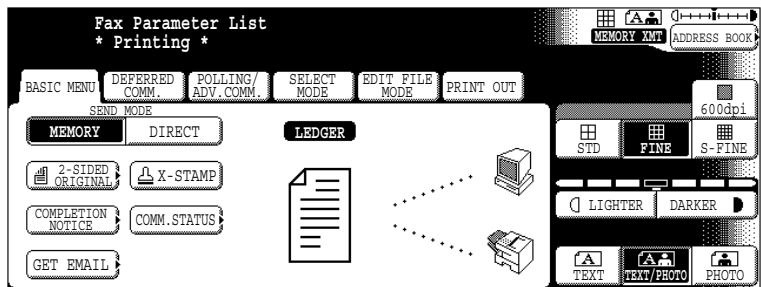 Fax Parameter List
* Printing *
MEMORY XMT
ADDRESS BOOK
BASIC MENU
DEFERRED COMM.
POLLING/ ADV.COMM.
SELECT MODE
EDIT FILE MODE
PRINT OUT
SEND MODE
MEMORY
DIRECT
LEDGER
600dpi
STD
FINE
S-FINE
2-SIDED ORIGINAL
X-STAMP
LIGHTER
DARKER
COMPLETION NOTICE
COMM.STATUS
GET EMAIL
A
TEXT
A
TEXT/PHOTO
PHOTO
A